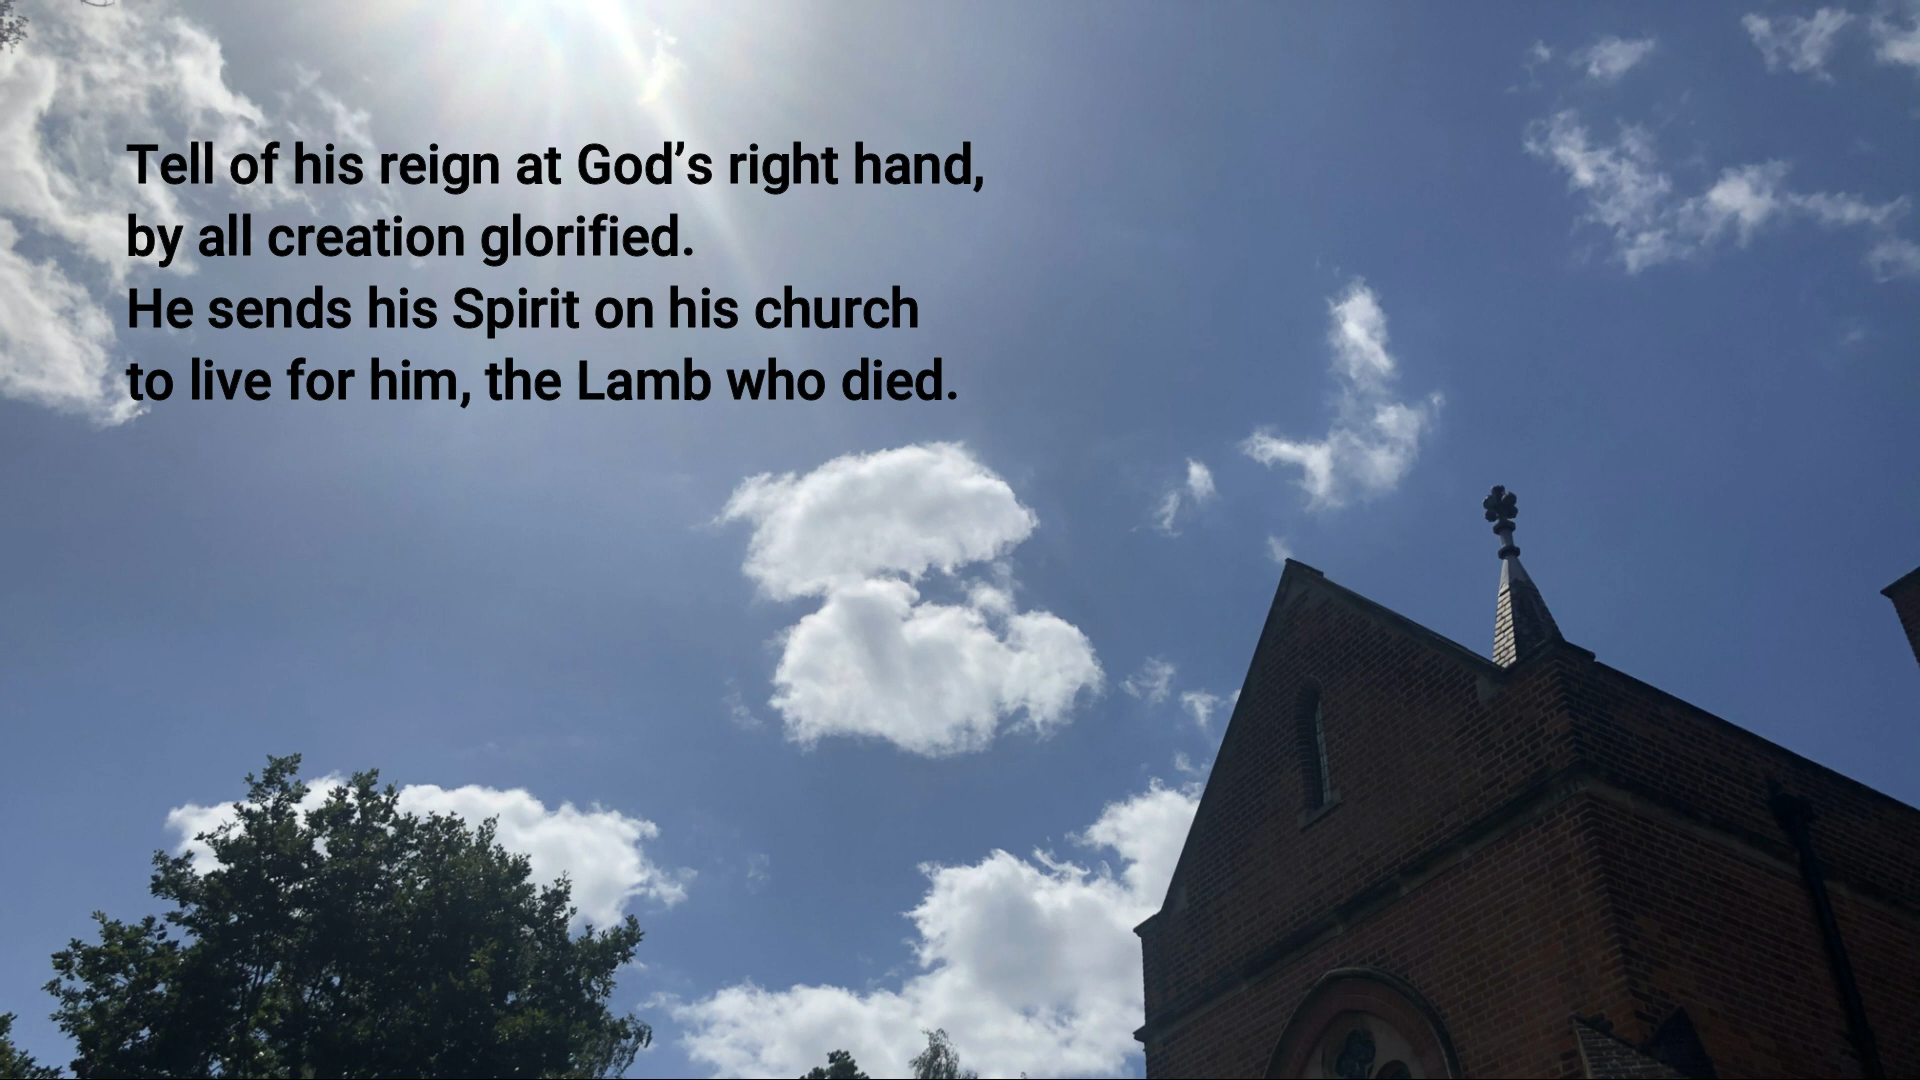 Tell of his reign at God’s right hand,
by all creation glorified.
He sends his Spirit on his church
to live for him, the Lamb who died.